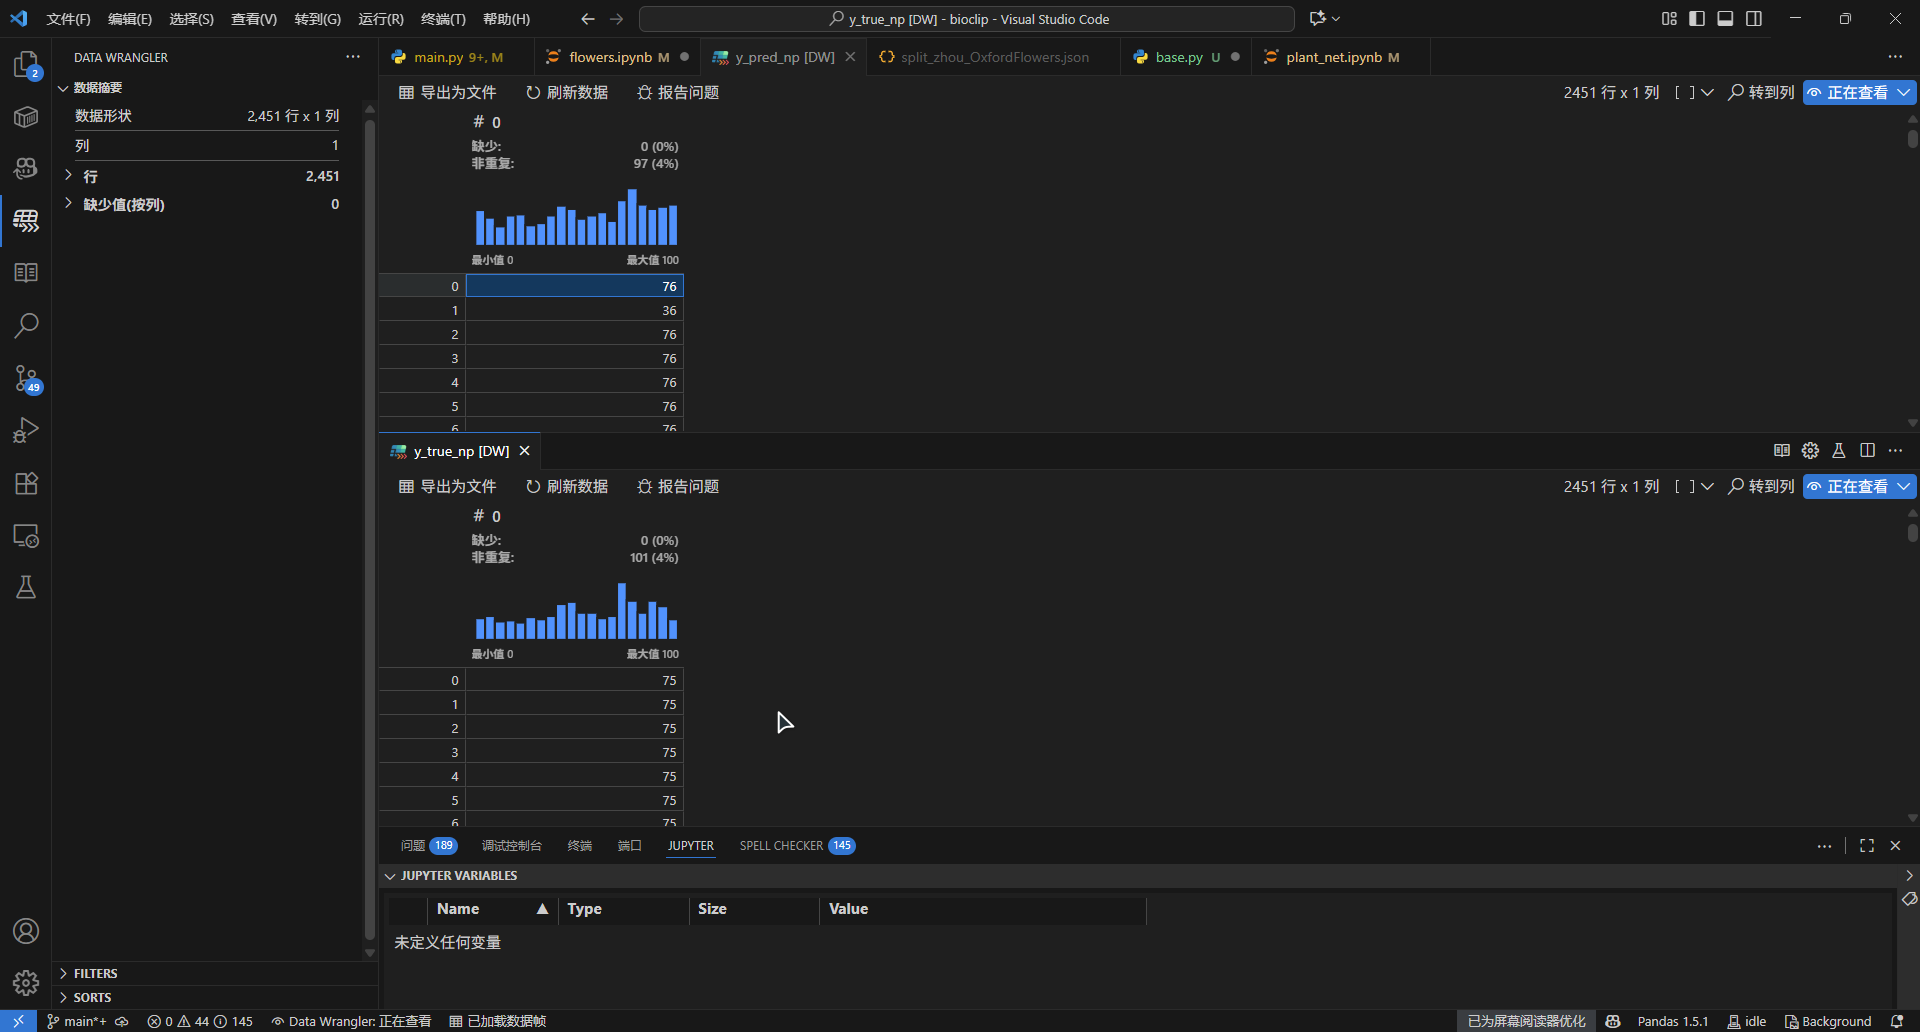 文件(F) 编辑(E) 选择(S) 查看(V) 转到(G) 运行(R) 终端(T) 帮助(H) y_true_np [DW] - bioclip - Visual Studio Code
DATA WRANGLER
main.py 9+, M flowers.ipynb M y_pred_np [DW] split_zhou_OxfordFlowers.json base.py U plant_net.ipynb M
2
49
数据摘要
数据形状 2,451 行 x 1 列
列 1
行 2,451
缺少值(按列) 0
FILTERS
SORTS
导出为文件 刷新数据 报告问题 2451 行 x 1 列 [ ] 转到列 正在查看
# 0
缺少: 0 (0%)
非重复: 97 (4%)
最小值 0 最大值 100
0 76
1 36
2 76
3 76
4 76
5 76
6 76
y_true_np [DW]
导出为文件 刷新数据 报告问题 2451 行 x 1 列 [ ] 转到列 正在查看
# 0
缺少: 0 (0%)
非重复: 101 (4%)
最小值 0 最大值 100
0 75
1 75
2 75
3 75
4 75
5 75
6 75
问题 189 调试控制台 终端 端口 JUPYTER SPELL CHECKER 145
JUPYTER VARIABLES
Name Type Size Value
未定义任何变量
main*+ 0 44 145 Data Wrangler: 正在查看 已加载数据帧 已为屏幕阅读器优化 Pandas 1.5.1 idle Background